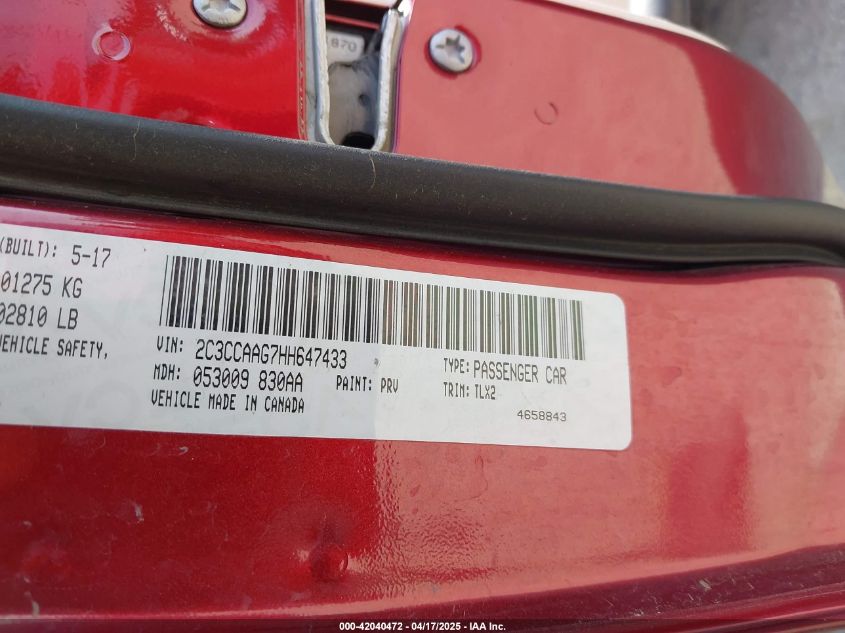 870
(BUILT): 5-17
01275 KG
02810 LB
VEHICLE SAFETY,
VIN: 2C3CCAAG7HH647433
TYPE: PASSENGER CAR
MDH: 053009 830AA
PAINT: PRV
TRIM: TLX2
VEHICLE MADE IN CANADA
4658843
000-42040472 - 04/17/2025 - IAA Inc.